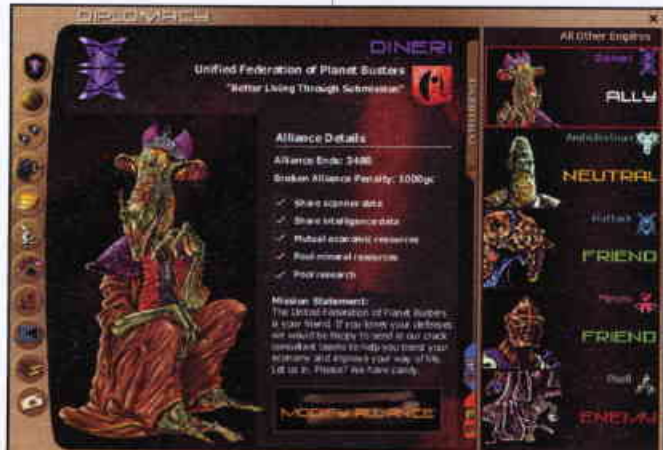 DIPLOMACY
DINERI
Unified Federation of Planet Busters
"Better Living Through Submission"
Alliance Details
Alliance Ends: 3400
Broken Alliance Penalty: 1000gc
Share scanner data
Share intelligence data
Mutual economic resources
Pool mineral resources
Pool research
Mission Statement:
The United Federation of Planet Busters
is your friend. If you lower your defenses
we would be happy to send in our crack
consultant teams to help you boost your
economy and improve your way of life.
Let us in. Please? We have candy.
MODIFY ALLIANCE
All Other Empires
Dineri
ALLY
NEUTRAL
FRIEND
FRIEND
ENEMY